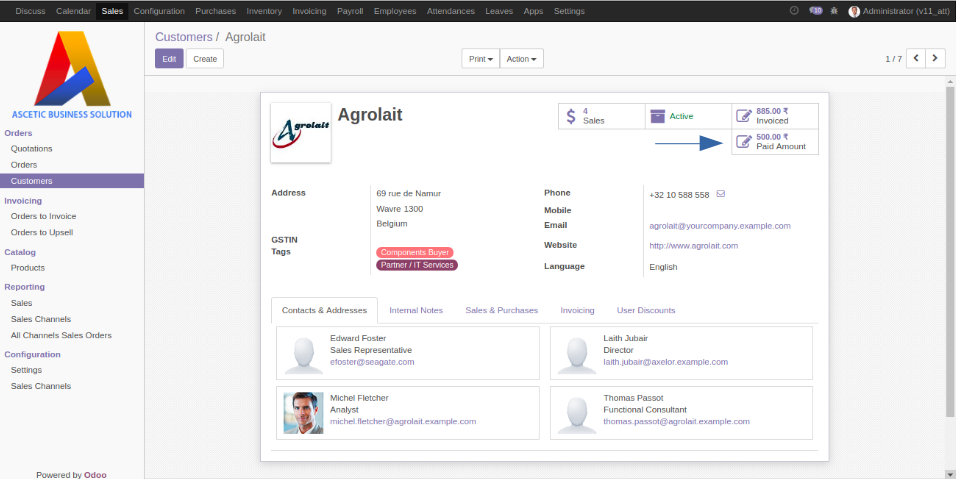 Discuss Calendar Sales Configuration Purchases Inventory Invoicing Payroll Employees Attendances Leaves Apps Settings 10 Administrator (v11_att)
ASCETIC BUSINESS SOLUTION
Orders
Quotations
Orders
Customers
Invoicing
Orders to Invoice
Orders to Upsell
Catalog
Products
Reporting
Sales
Sales Channels
All Channels Sales Orders
Configuration
Settings
Sales Channels
Powered by Odoo
Customers / Agrolait
Edit Create Print Action 1 / 7
Agrolait
Agrolait
4
Sales
Active
885.00 ₹
Invoiced
500.00 ₹
Paid Amount
Address
69 rue de Namur
Wavre 1300
Belgium
GSTIN
Tags
Components Buyer
Partner / IT Services
Phone +32 10 588 558
Mobile
Email agrolait@yourcompany.example.com
Website http://www.agrolait.com
Language English
Contacts & Addresses Internal Notes Sales & Purchases Invoicing User Discounts
Edward Foster
Sales Representative
efoster@seagate.com
Laith Jubair
Director
laith.jubair@axelor.example.com
Michel Fletcher
Analyst
michel.fletcher@agrolait.example.com
Thomas Passot
Functional Consultant
thomas.passot@agrolait.example.com